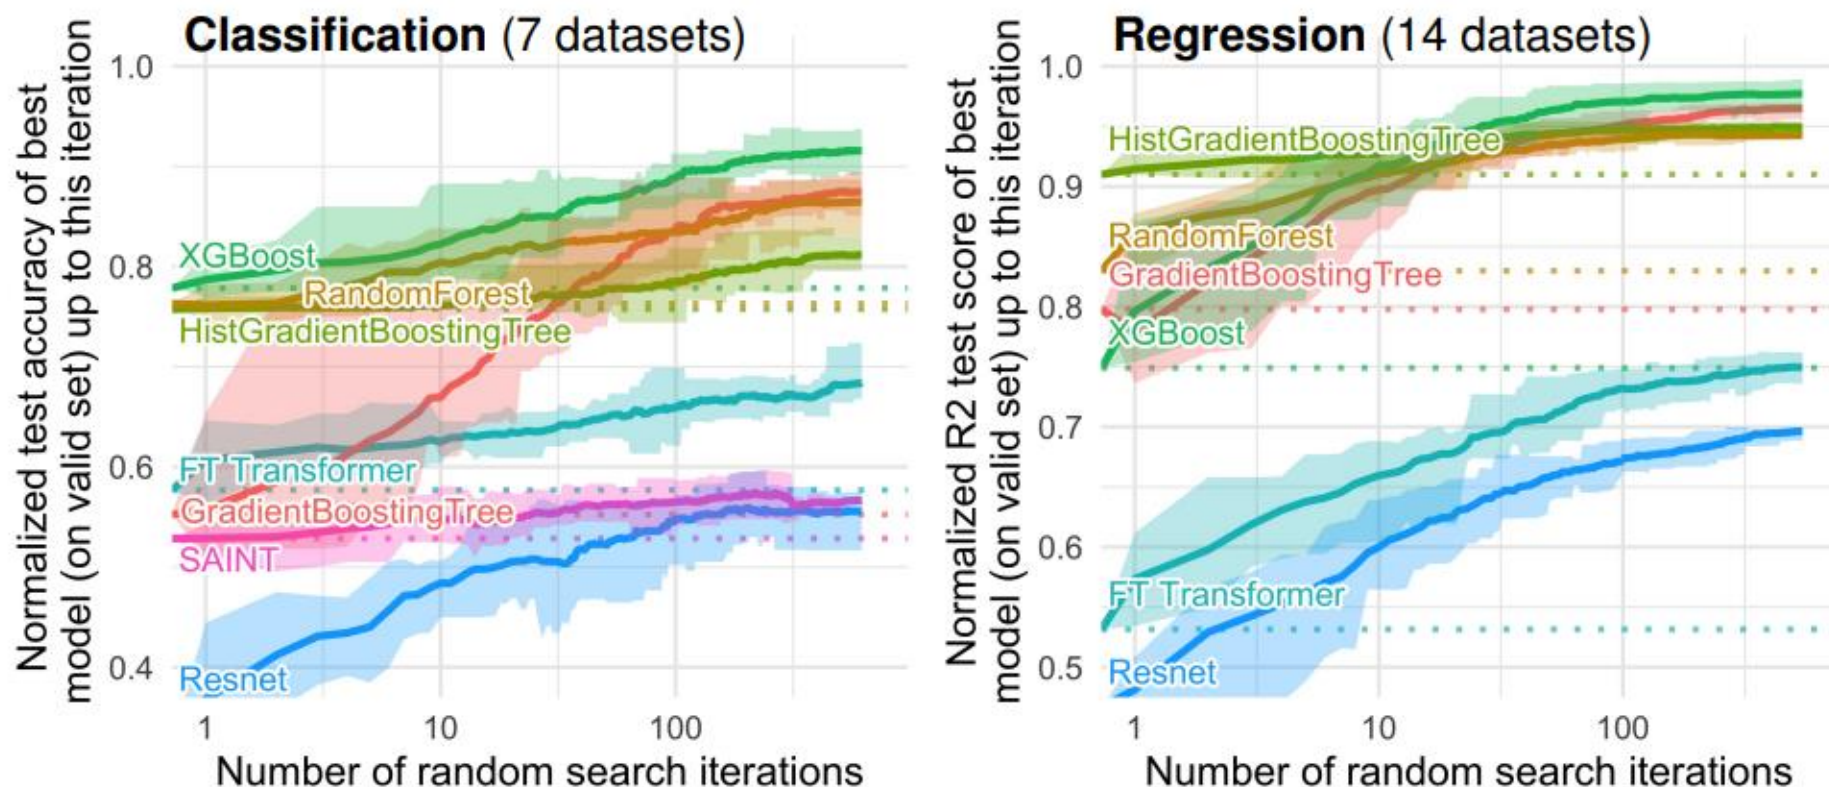 Classification (7 datasets)
Normalized test accuracy of best
model (on valid set) up to this iteration
1.0
0.8
0.6
0.4
XGBoost
RandomForest
HistGradientBoostingTree
FT Transformer
GradientBoostingTree
SAINT
Resnet
1 10 100
Number of random search iterations
Regression (14 datasets)
Normalized R2 test score of best
model (on valid set) up to this iteration
1.0
0.9
0.8
0.7
0.6
0.5
HistGradientBoostingTree
RandomForest
GradientBoostingTree
XGBoost
FT Transformer
Resnet
1 10 100
Number of random search iterations